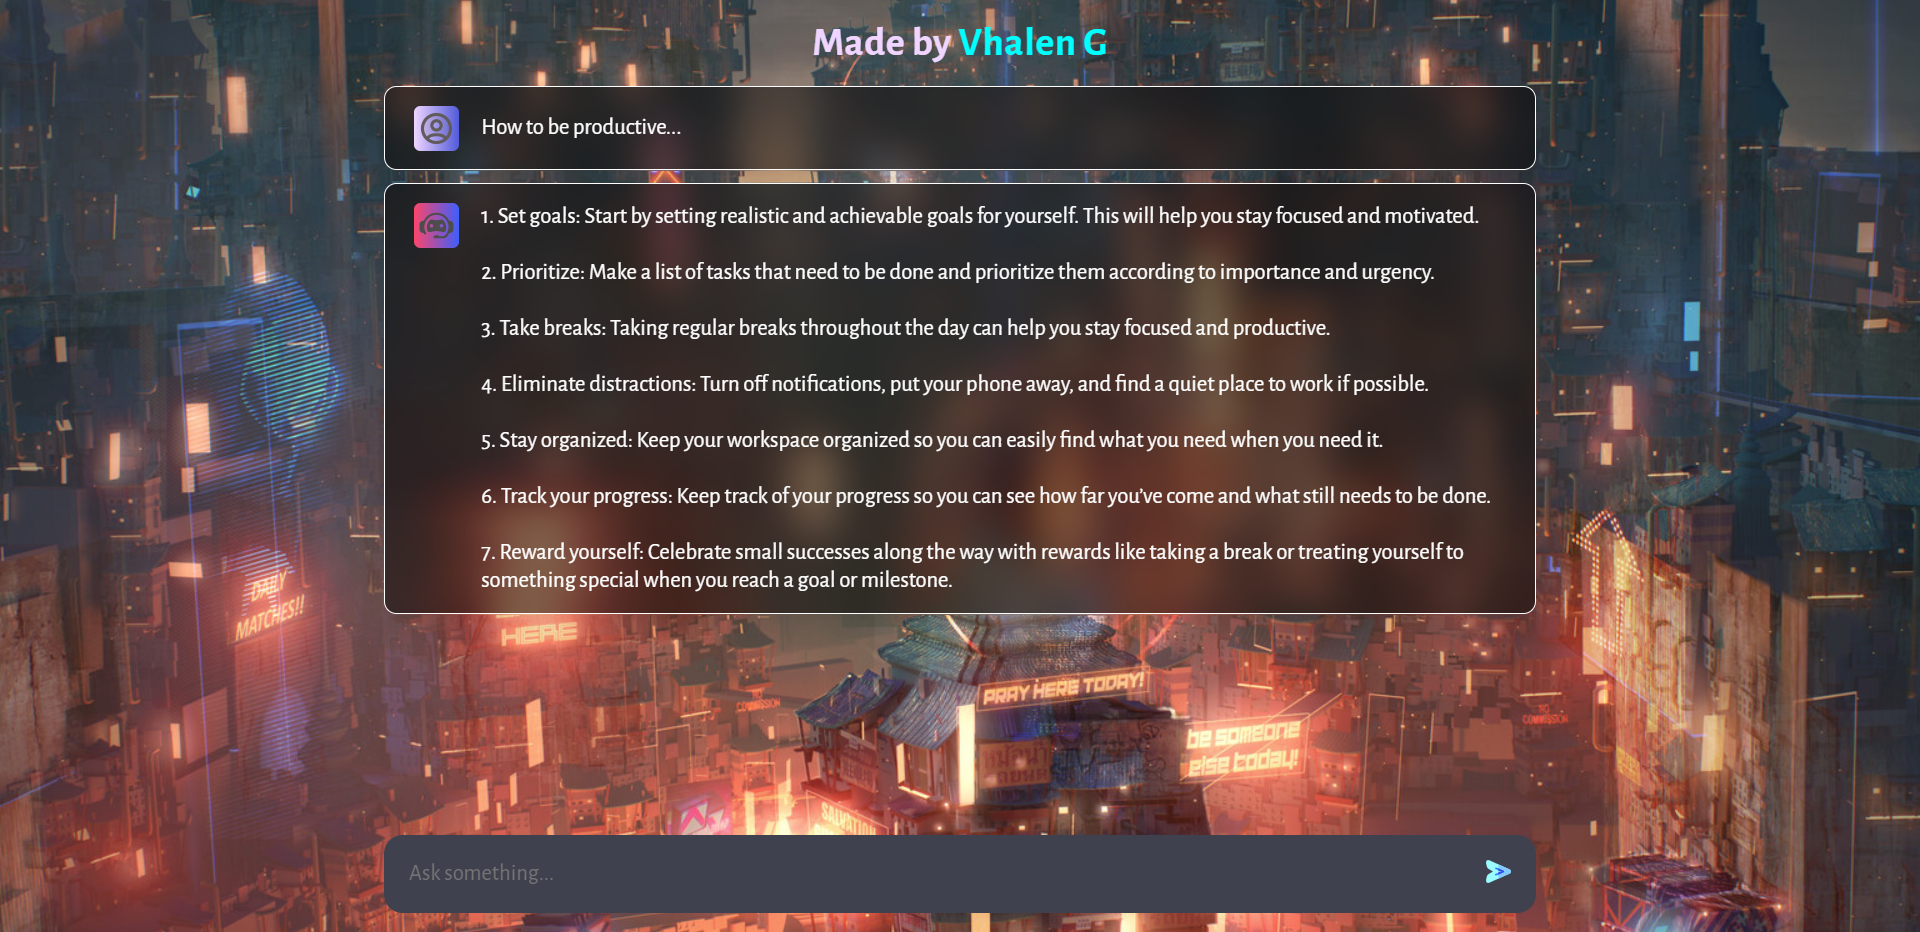 Made by Vhalen G
How to be productive...
1. Set goals: Start by setting realistic and achievable goals for yourself. This will help you stay focused and motivated.
2. Prioritize: Make a list of tasks that need to be done and prioritize them according to importance and urgency.
3. Take breaks: Taking regular breaks throughout the day can help you stay focused and productive.
4. Eliminate distractions: Turn off notifications, put your phone away, and find a quiet place to work if possible.
5. Stay organized: Keep your workspace organized so you can easily find what you need when you need it.
6. Track your progress: Keep track of your progress so you can see how far you’ve come and what still needs to be done.
7. Reward yourself: Celebrate small successes along the way with rewards like taking a break or treating yourself to
something special when you reach a goal or milestone.
DAILY
MATCHES!!
HERE
PRAY HERE TODAY!
NO
COMMISSION
NO
COMMISSION
be someone
else today!
SALVATION
Ask something...